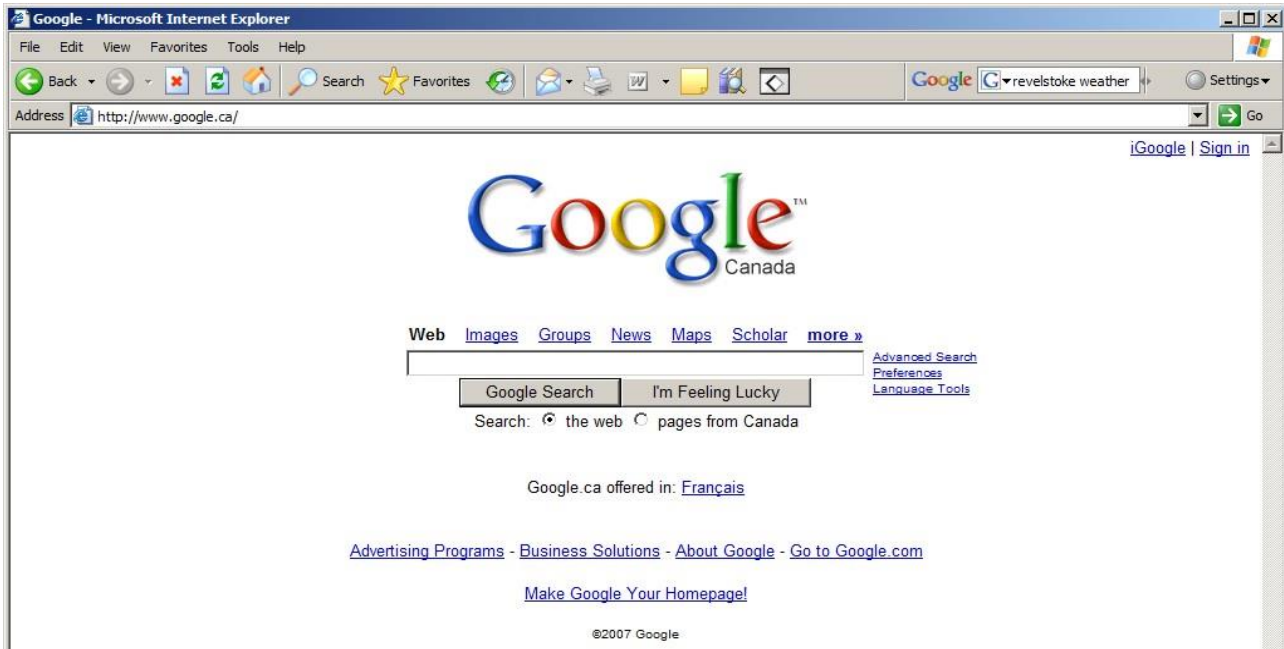 Google - Microsoft Internet Explorer
File Edit View Favorites Tools Help
Back Search Favorites Google G revelstoke weather Settings
Address http://www.google.ca/ Go
iGoogle | Sign in
Google™
Canada
Web Images Groups News Maps Scholar more »
Advanced Search
Preferences
Language Tools
Google Search I'm Feeling Lucky
Search: the web pages from Canada
Google.ca offered in: Français
Advertising Programs - Business Solutions - About Google - Go to Google.com
Make Google Your Homepage!
©2007 Google